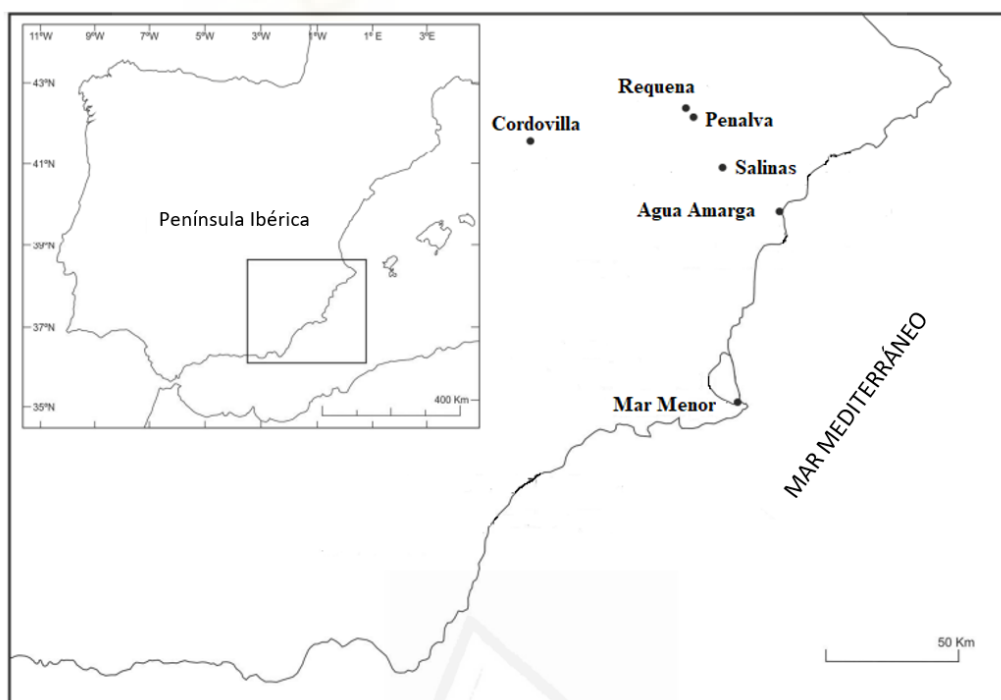 11°W 9°W 7°W 5°W 3°W 1°W 1° E 3°E
43°N
41°N
39°N
37°N
35°N
Península Ibérica
400 Km
Requena
Penalva
Cordovilla
Salinas
Agua Amarga
Mar Menor
MAR MEDITERRÁNEO
50 Km